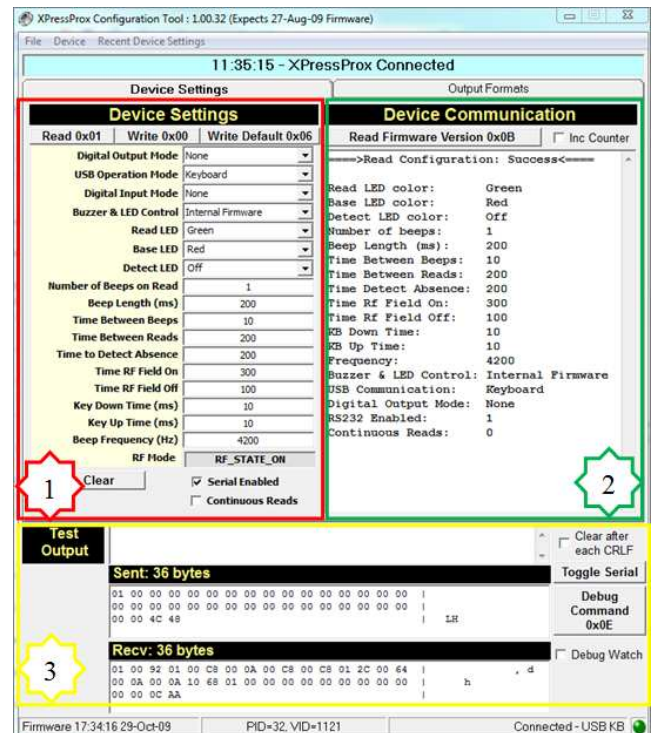 XPressProx Configuration Tool : 1.00.32 (Expects 27-Aug-09 Firmware)
File Device Recent Device Settings
11:35:15 - XPressProx Connected
Device Settings
Output Formats
Device Settings
Read 0x01 Write 0x00 Write Default 0x06
Digital Output Mode None
USB Operation Mode Keyboard
Digital Input Mode None
Buzzer & LED Control Internal Firmware
Read LED Green
Base LED Red
Detect LED Off
Number of Beeps on Read 1
Beep Length (ms) 200
Time Between Beeps 10
Time Between Reads 200
Time to Detect Absence 200
Time RF Field On 300
Time RF Field Off 100
Key Down Time (ms) 10
Key Up Time (ms) 10
Beep Frequency (Hz) 4200
RF Mode RF_STATE_ON
Clear
Serial Enabled
Continuous Reads
1
Device Communication
Read Firmware Version 0x0B Inc Counter
====>Read Configuration: Success<====
Read LED color: Green
Base LED color: Red
Detect LED color: Off
Number of beeps: 1
Beep Length (ms): 200
Time Between Beeps: 10
Time Between Reads: 200
Time Detect Absence: 200
Time Rf Field On: 300
Time Rf Field Off: 100
KB Down Time: 10
KB Up Time: 10
Frequency: 4200
Buzzer & LED Control: Internal Firmware
USB Communication: Keyboard
Digital Output Mode: None
RS232 Enabled: 1
Continuous Reads: 0
2
Test
Output
Clear after
each CRLF
Toggle Serial
Debug
Command
0x0E
Debug Watch
Sent: 36 bytes
01 00 00 00 00 00 00 00 00 00 00 00 00 00 00 00 |
00 00 00 00 00 00 00 00 00 00 00 00 00 00 00 00 |
00 00 4C 48 | LH
Recv: 36 bytes
01 00 92 01 00 C8 00 0A 00 C8 00 C8 01 2C 00 64 | , d
00 0A 00 0A 10 68 01 00 00 00 00 00 00 00 00 00 | h
00 00 0C AA |
3
Firmware 17:34:16 29-Oct-09 PID=32, VID=1121 Connected - USB KB